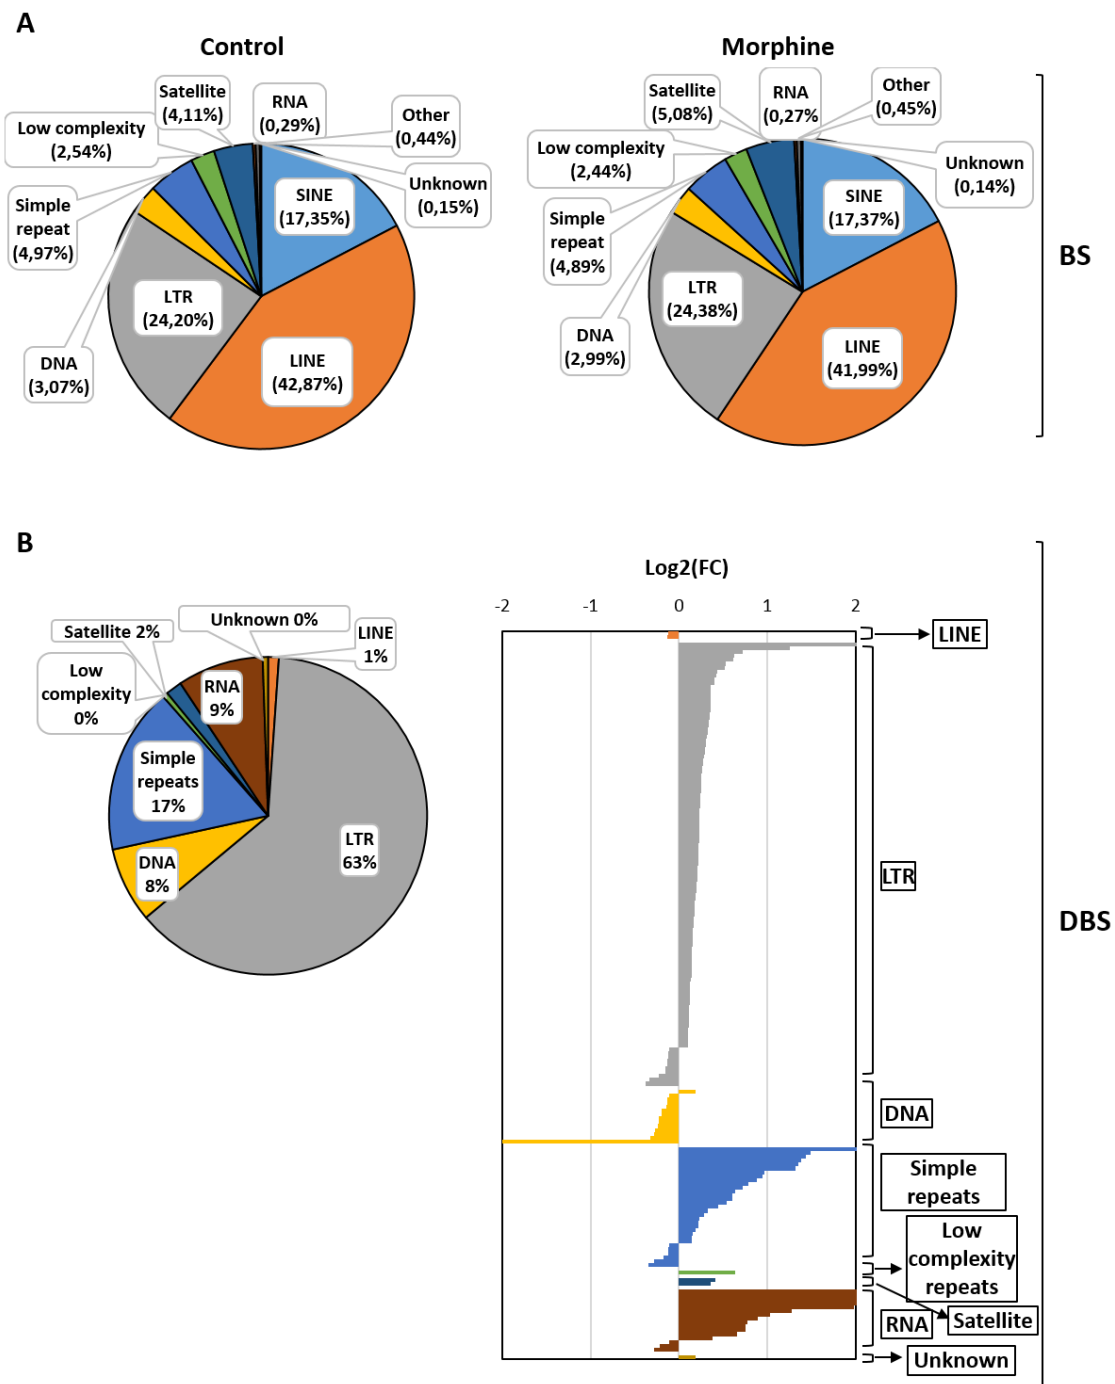 A
Control
Morphine
Satellite
(4,11%)
RNA
(0,29%)
Other
(0,44%)
Low complexity
(2,54%)
Unknown
(0,15%)
SINE
(17,35%)
Simple
repeat
(4,97%)
LTR
(24,20%)
DNA
(3,07%)
LINE
(42,87%)
Satellite
(5,08%)
RNA
(0,27%
Other
(0,45%)
Low complexity
(2,44%)
Unknown
(0,14%)
SINE
(17,37%)
Simple
repeat
(4,89%
LTR
(24,38%)
DNA
(2,99%)
LINE
(41,99%)
BS
B
Unknown 0%
Satellite 2%
LINE
1%
Low
complexity
0%
RNA
9%
Simple
repeats
17%
LTR
63%
DNA
8%
Log2(FC)
-2 -1 0 1 2
LINE
LTR
DNA
Simple
repeats
Low
complexity
repeats
Satellite
RNA
Unknown
DBS